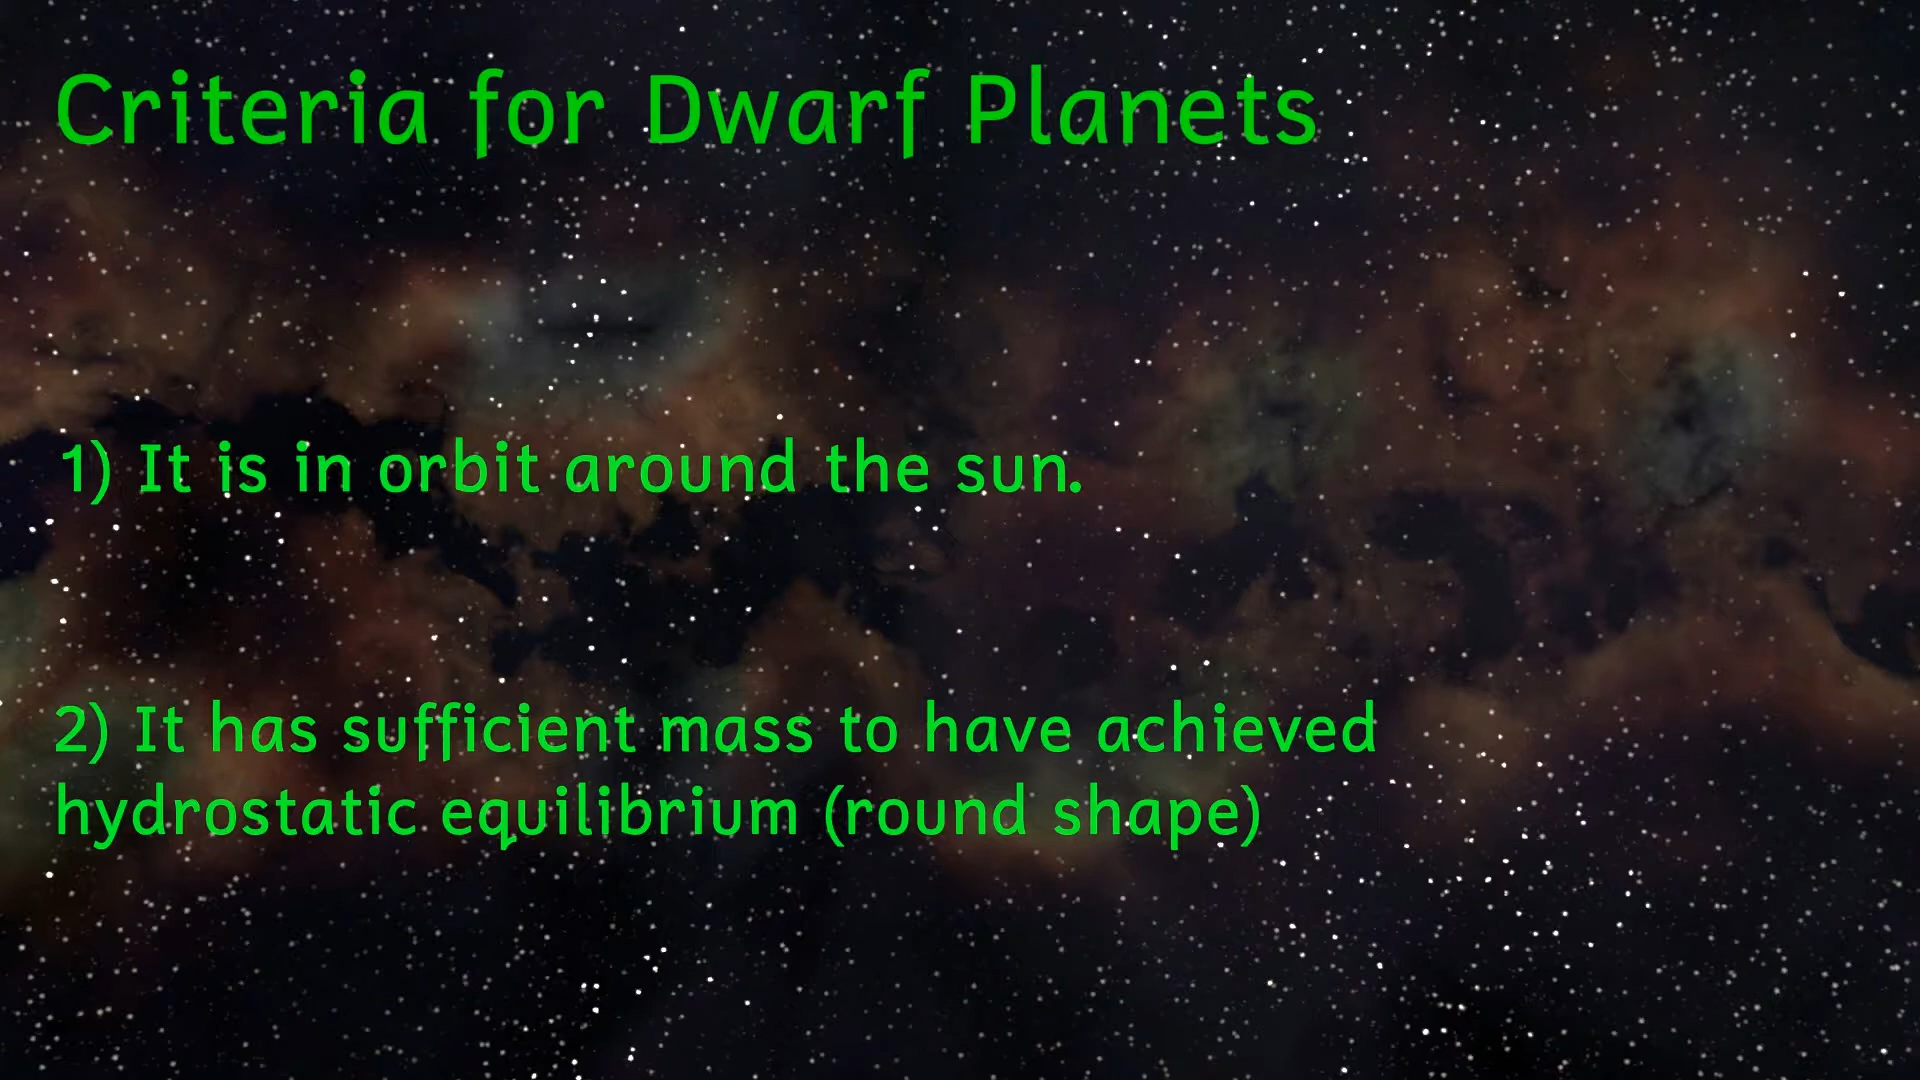 Criteria for Dwarf Planets
1) It is in orbit around the sun.
2) It has sufficient mass to have achieved
hydrostatic equilibrium (round shape)